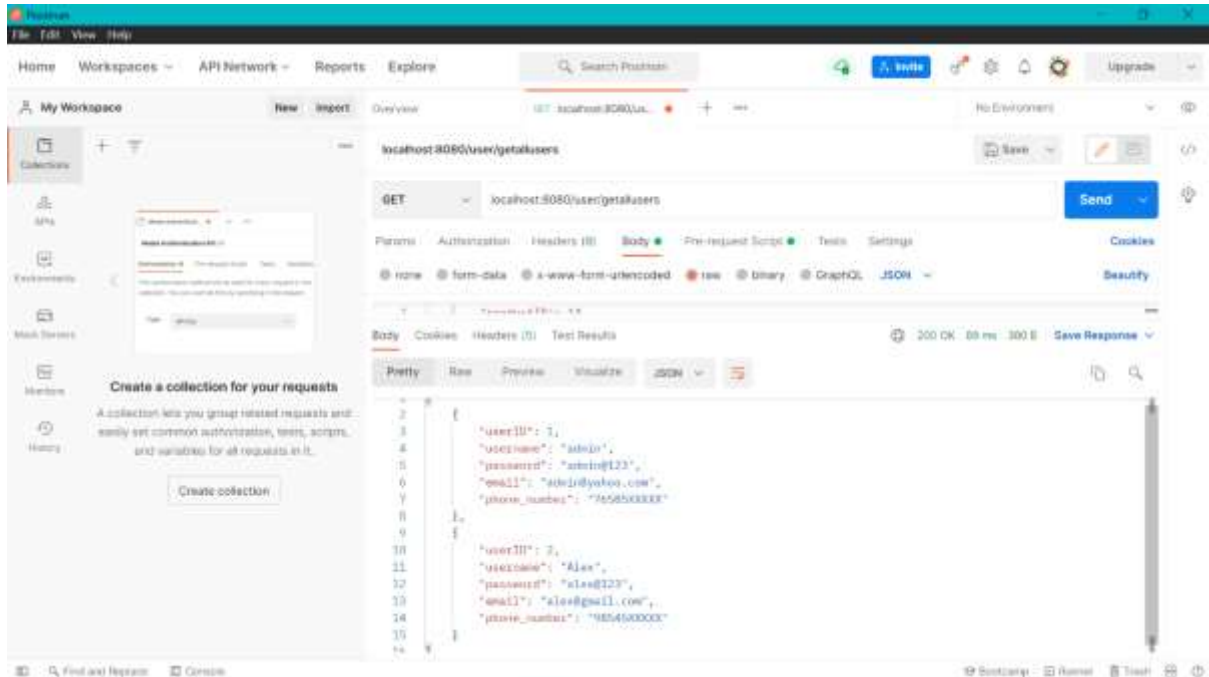 Postman
File Edit View Help
Home Workspaces API Network Reports Explore
Search Postman
Invite
Upgrade
My Workspace
New Import
Overview
GET localhost:8080/us...
No Environment
Collections
APIs
Environments
Mock Servers
Monitors
History
Create a collection for your requests
A collection lets you group related requests and
easily set common authorization, tests, scripts,
and variables for all requests in it.
Create collection
localhost:8080/user/getallusers
Save
GET localhost:8080/user/getallusers
Send
Params Authorization Headers (8) Body Pre-request Script Tests Settings
Cookies
none form-data x-www-form-urlencoded raw binary GraphQL JSON
Beautify
Body Cookies Headers (5) Test Results
200 OK 89 ms 380 B Save Response
Pretty Raw Preview Visualize JSON
2 {
3 "userID": 1,
4 "username": "admin",
5 "password": "admin@123",
6 "email": "admin@yahoo.com",
7 "phone_number": "76585XXXXX"
8 },
9 {
10 "userID": 2,
11 "username": "Alex",
12 "password": "alex@123",
13 "email": "alex@gmail.com",
14 "phone_number": "98545XXXXX"
15 }
Find and Replace Console
Bootcamp Runner Trash